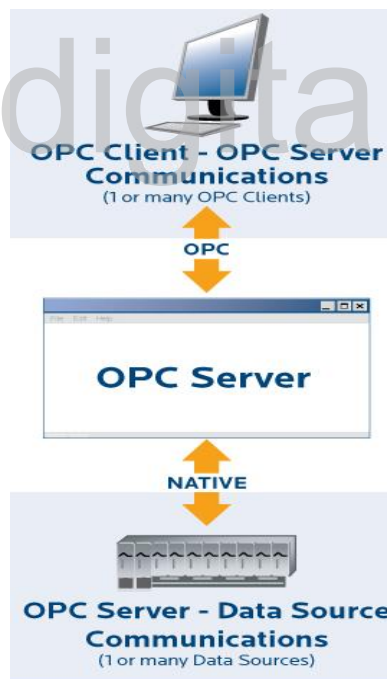 digita
OPC Client - OPC Server
Communications
(1 or many OPC Clients)
OPC
File Edit Help
OPC Server
NATIVE
OPC Server - Data Source
Communications
(1 or many Data Sources)